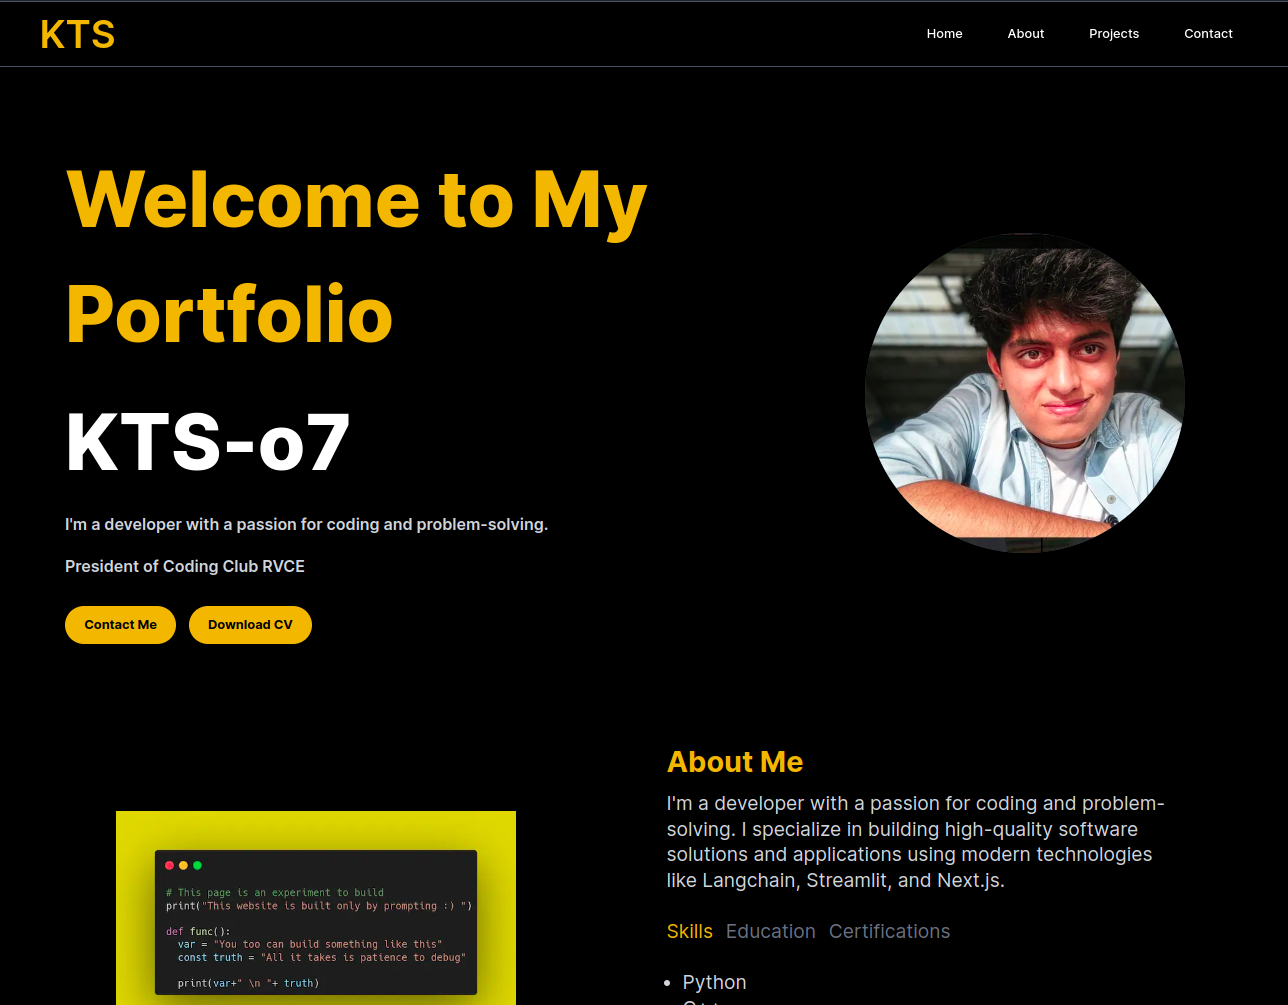 KTS
Home
About
Projects
Contact
Welcome to My
Portfolio
KTS-o7
I'm a developer with a passion for coding and problem-solving.
President of Coding Club RVCE
Contact Me
Download CV
About Me
I'm a developer with a passion for coding and problem-
solving. I specialize in building high-quality software
solutions and applications using modern technologies
like Langchain, Streamlit, and Next.js.
Skills Education Certifications
Python
# This page is an experiment to build
print("This website is built only by prompting :) ")
def func():
var = "You too can build something like this"
const truth = "All it takes is patience to debug"
print(var+" \n "+ truth)